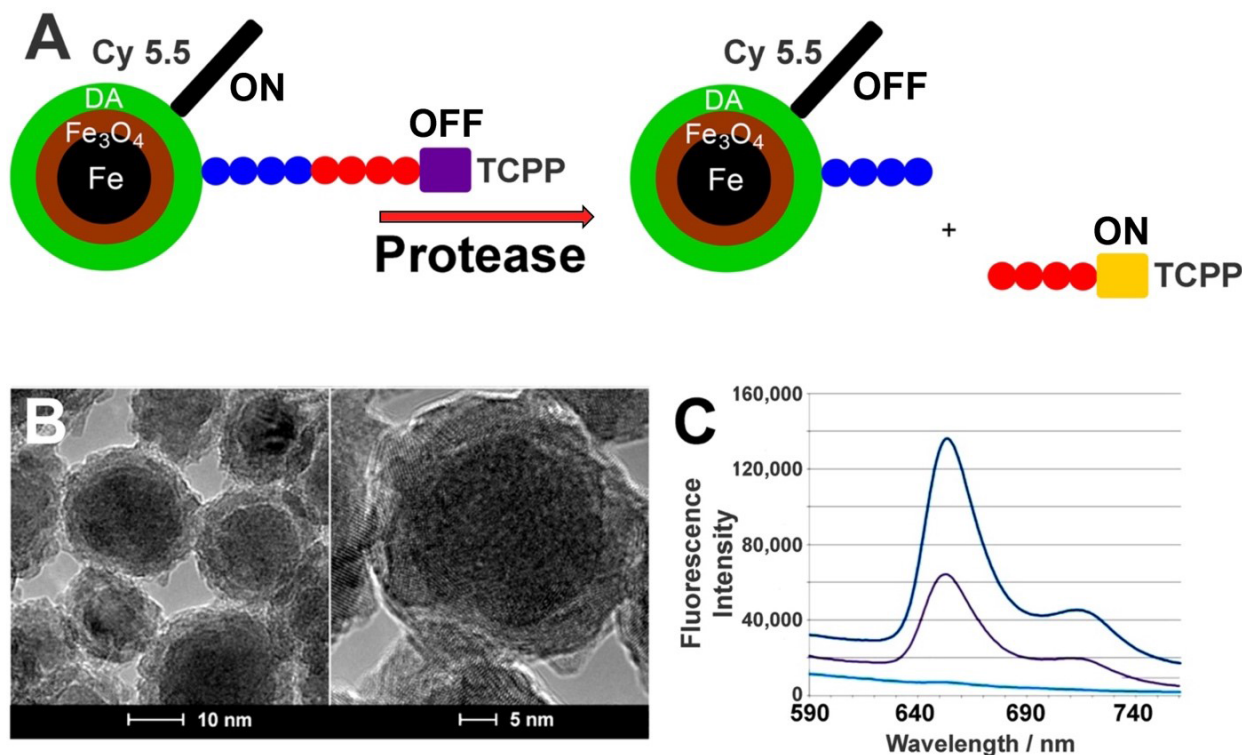 A
Cy 5.5
ON
DA
Fe₃O₄
Fe
OFF
TCPP
Protease
Cy 5.5
OFF
DA
Fe₃O₄
Fe
+
ON
TCPP
B
10 nm
5 nm
C
Fluorescence
Intensity
160,000
120,000
80,000
40,000
0
590 640 690 740
Wavelength / nm